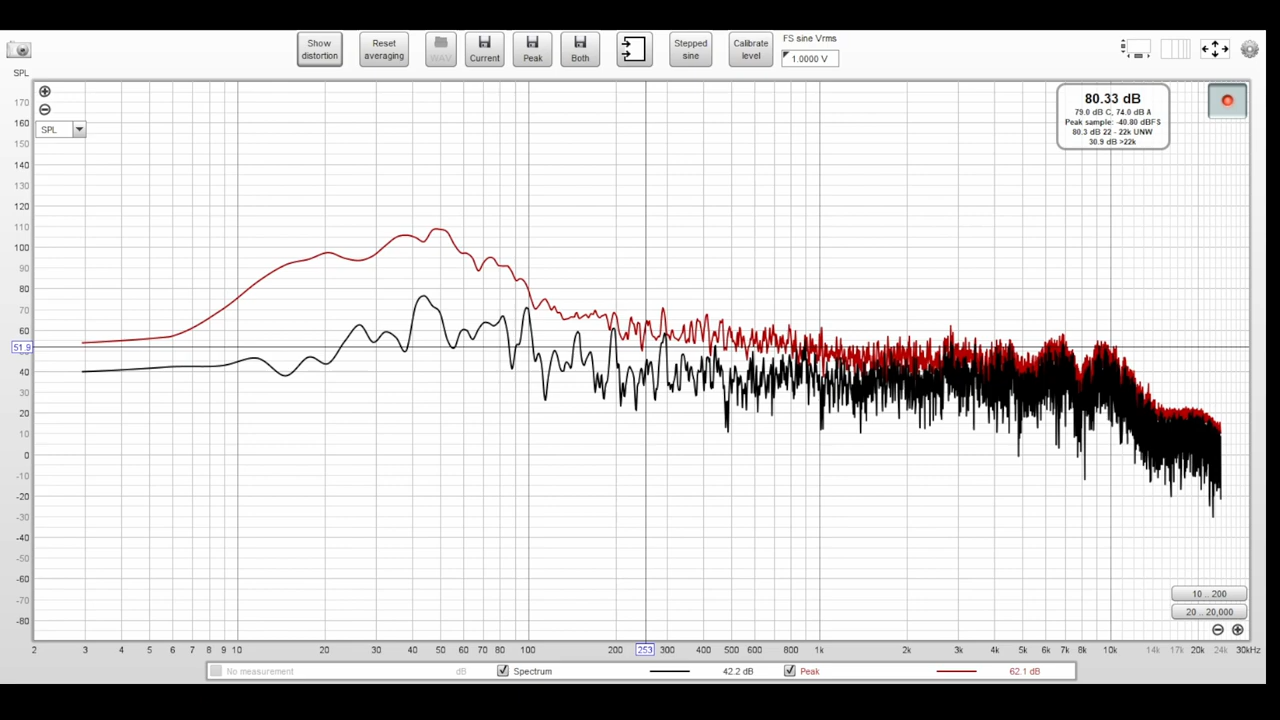 Show distortion
Reset averaging
WAV
Current
Peak
Both
Stepped sine
Calibrate level
FS sine Vrms
1.0000 V
SPL
SPL
80.33 dB
79.0 dB C, 74.0 dB A
Peak sample: -40.80 dBFS
80.3 dB 22 - 22k UNW
30.9 dB >22k
170
160
150
140
130
120
110
100
90
80
70
60
51.9
40
30
20
10
0
-10
-20
-30
-40
-50
-60
-70
-80
10 .. 200
20 .. 20,000
2 3 4 5 6 7 8 9 10 20 30 40 50 60 70 80 100 200 253 300 400 500 600 800 1k 2k 3k 4k 5k 6k 7k 8k 10k 14k 17k 20k 24k 30kHz
No measurement dB Spectrum 42.2 dB Peak 62.1 dB